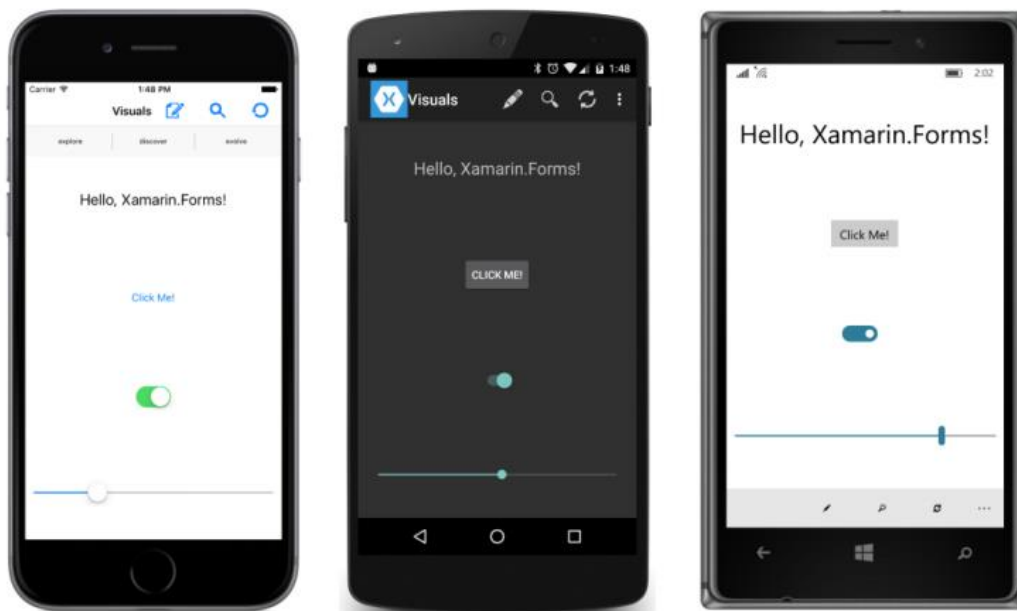 Carrier 1:48 PM
Visuals
explore discover evolve
Hello, Xamarin.Forms!
Click Me!
1:48
Visuals
Hello, Xamarin.Forms!
CLICK ME!
2:02
Hello, Xamarin.Forms!
Click Me!